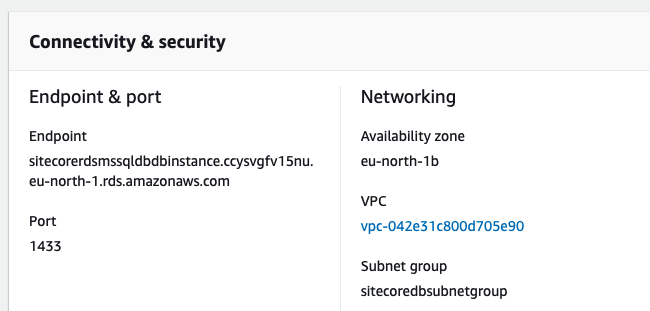 Connectivity & security
Endpoint & port
Endpoint
sitecorerdsmssqldbdbinstance.ccysvgfv15nu.
eu-north-1.rds.amazonaws.com
Port
1433
Networking
Availability zone
eu-north-1b
VPC
vpc-042e31c800d705e90
Subnet group
sitecoredbsubnetgroup